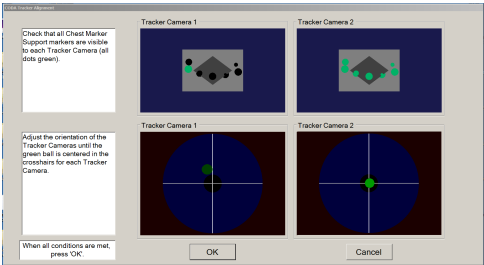 CODA Tracker Alignment
Check that all Chest Marker
Support markers are visible
to each Tracker Camera (all
dots green).
Tracker Camera 1
Tracker Camera 2
Adjust the orientation of the
Tracker Cameras until the
green ball is centered in the
crosshairs for each Tracker
Camera.
Tracker Camera 1
Tracker Camera 2
When all conditions are met,
press 'OK'.
OK
Cancel